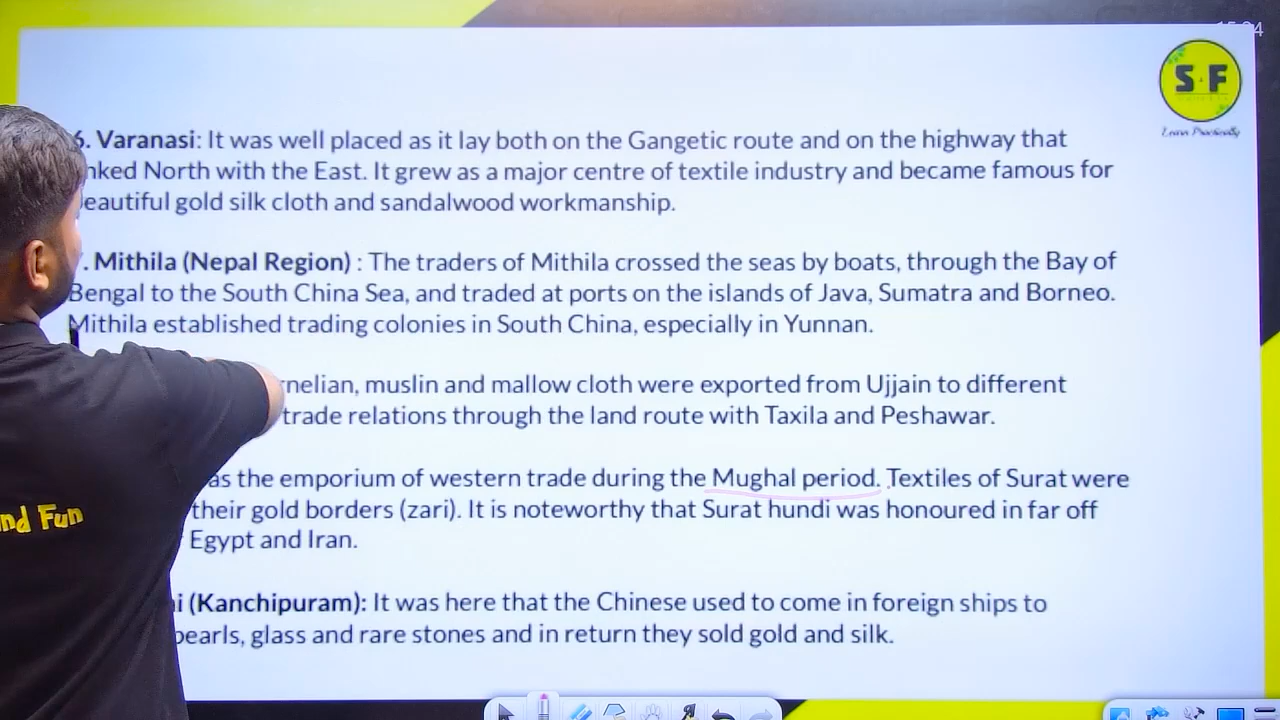 15:24
S F
Learn Practically
6. Varanasi: It was well placed as it lay both on the Gangetic route and on the highway that
nked North with the East. It grew as a major centre of textile industry and became famous for
eautiful gold silk cloth and sandalwood workmanship.
. Mithila (Nepal Region) : The traders of Mithila crossed the seas by boats, through the Bay of
Bengal to the South China Sea, and traded at ports on the islands of Java, Sumatra and Borneo.
Mithila established trading colonies in South China, especially in Yunnan.
rnelian, muslin and mallow cloth were exported from Ujjain to different
trade relations through the land route with Taxila and Peshawar.
as the emporium of western trade during the Mughal period. Textiles of Surat were
their gold borders (zari). It is noteworthy that Surat hundi was honoured in far off
Egypt and Iran.
i (Kanchipuram): It was here that the Chinese used to come in foreign ships to
pearls, glass and rare stones and in return they sold gold and silk.
nd Fun